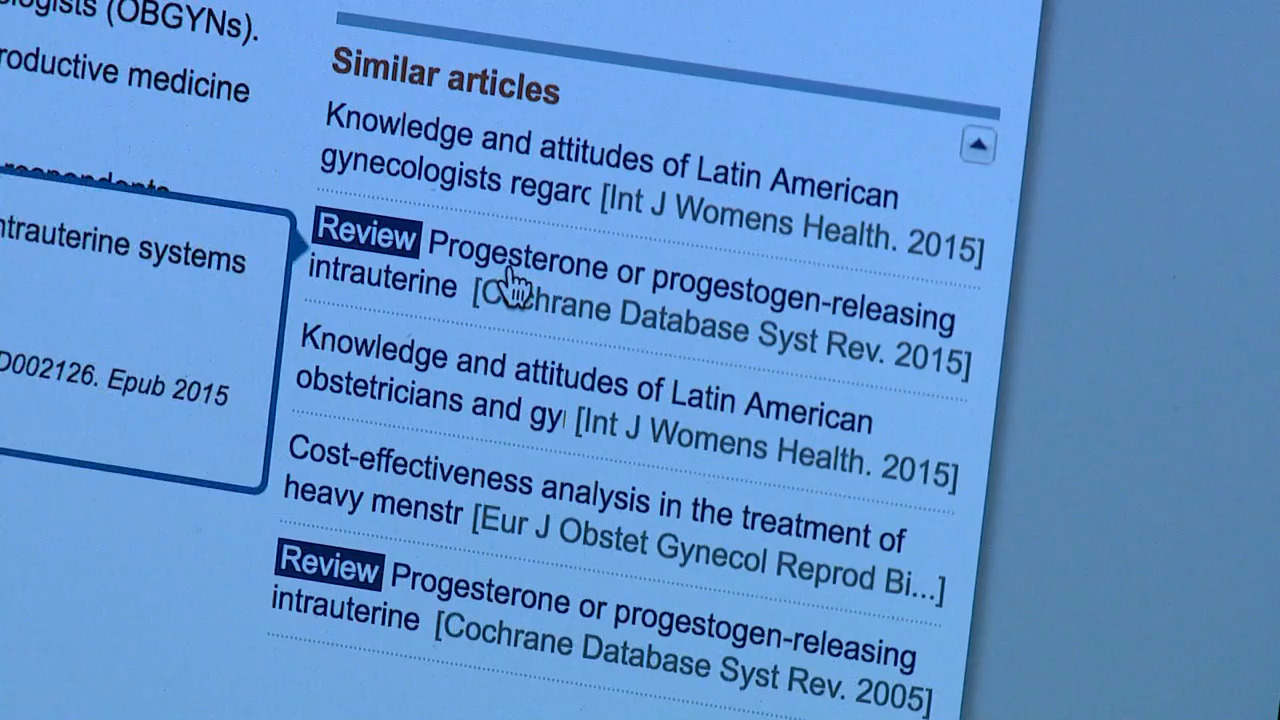 (OBGYNs).
productive medicine
respondents
intrauterine systems
D002126. Epub 2015
Similar articles
Knowledge and attitudes of Latin American
gynecologists regarc [Int J Womens Health. 2015]
Review Progesterone or progestogen-releasing
intrauterine [Cochrane Database Syst Rev. 2015]
Knowledge and attitudes of Latin American
obstetricians and gy [Int J Womens Health. 2015]
Cost-effectiveness analysis in the treatment of
heavy menstr [Eur J Obstet Gynecol Reprod Bi...]
Review Progesterone or progestogen-releasing
intrauterine [Cochrane Database Syst Rev. 2005]